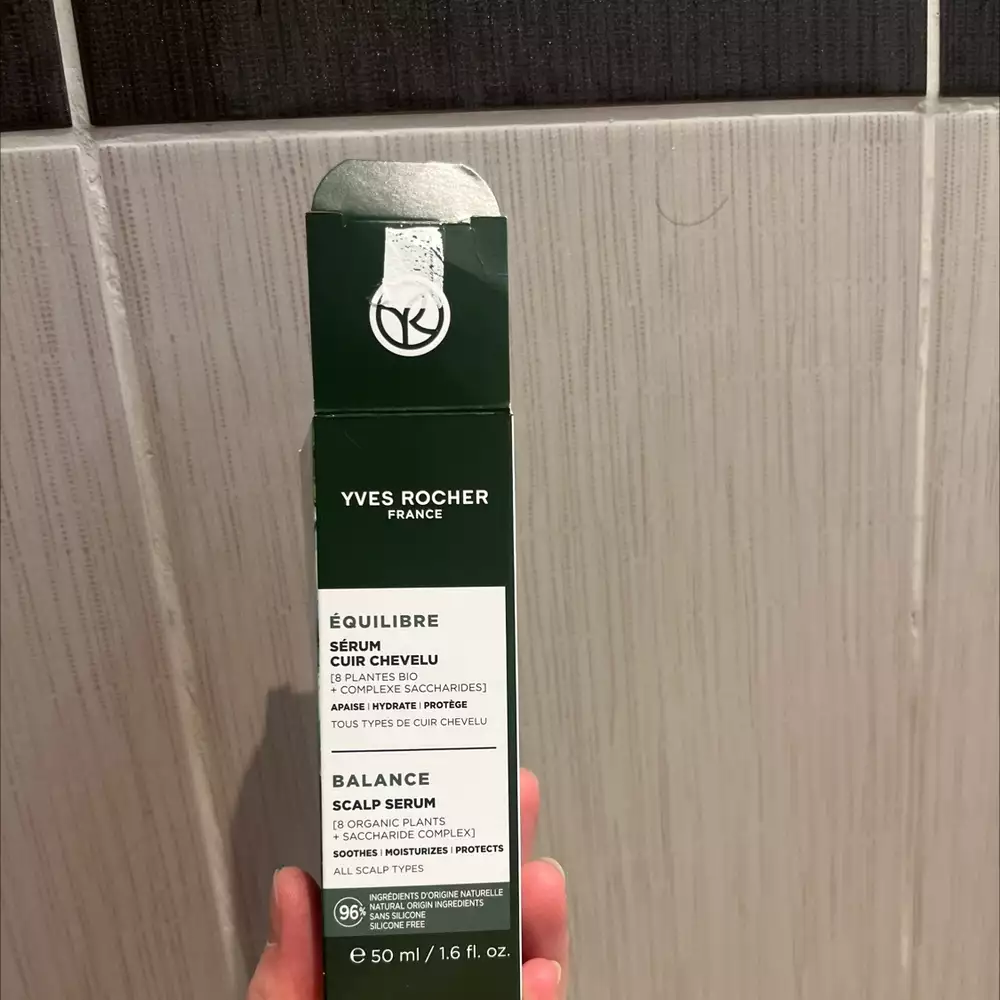 YR
YVES ROCHER
FRANCE
ÉQUILIBRE
SÉRUM
CUIR CHEVELU
[8 PLANTES BIO
+ COMPLEXE SACCHARIDES]
APAISE | HYDRATE | PROTÈGE
TOUS TYPES DE CUIR CHEVELU
BALANCE
SCALP SERUM
[8 ORGANIC PLANTS
+ SACCHARIDE COMPLEX]
SOOTHES | MOISTURIZES | PROTECTS
ALL SCALP TYPES
96%
INGRÉDIENTS D'ORIGINE NATURELLE
NATURAL ORIGIN INGREDIENTS
SANS SILICONE
SILICONE FREE
℮ 50 ml / 1.6 fl. oz.